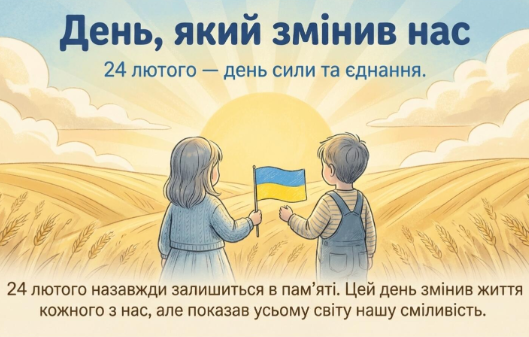 День, який змінив нас
24 лютого — день сили та єднання.
24 лютого назавжди залишиться в пам'яті. Цей день змінив життя
кожного з нас, але показав усьому світу нашу сміливість.